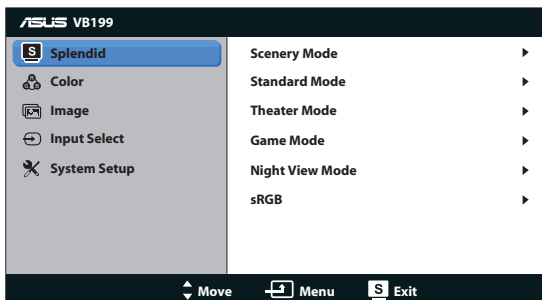 ASUS VB199
S Splendid
Color
Image
Input Select
System Setup
Scenery Mode
Standard Mode
Theater Mode
Game Mode
Night View Mode
sRGB
Move Menu S Exit